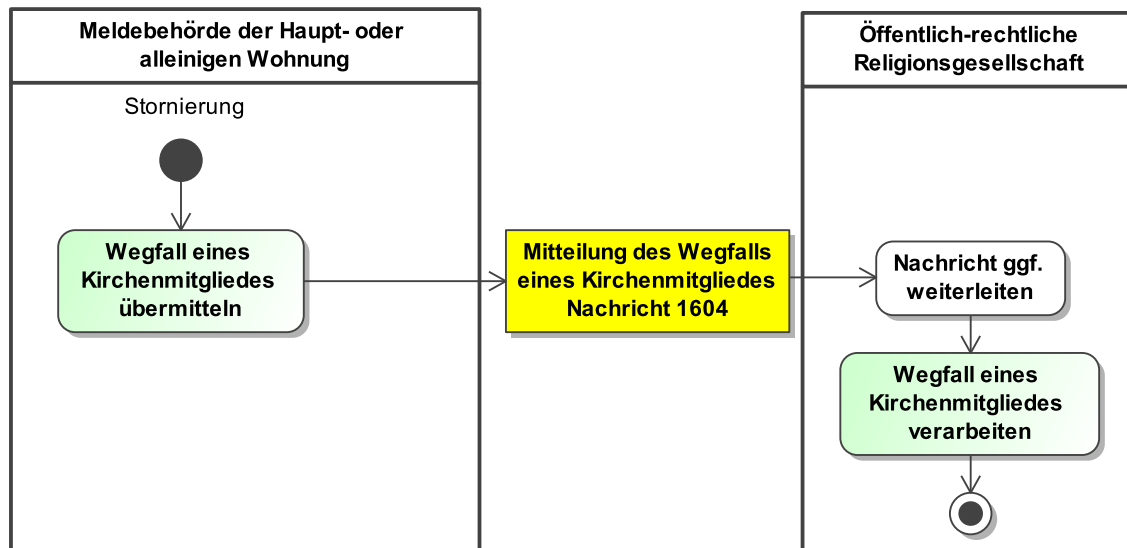 Meldebehörde der Haupt- oder
alleinigen Wohnung
Stornierung
Wegfall eines
Kirchenmitgliedes
übermitteln
Mitteilung des Wegfalls
eines Kirchenmitgliedes
Nachricht 1604
Öffentlich-rechtliche
Religionsgesellschaft
Nachricht ggf.
weiterleiten
Wegfall eines
Kirchenmitgliedes
verarbeiten